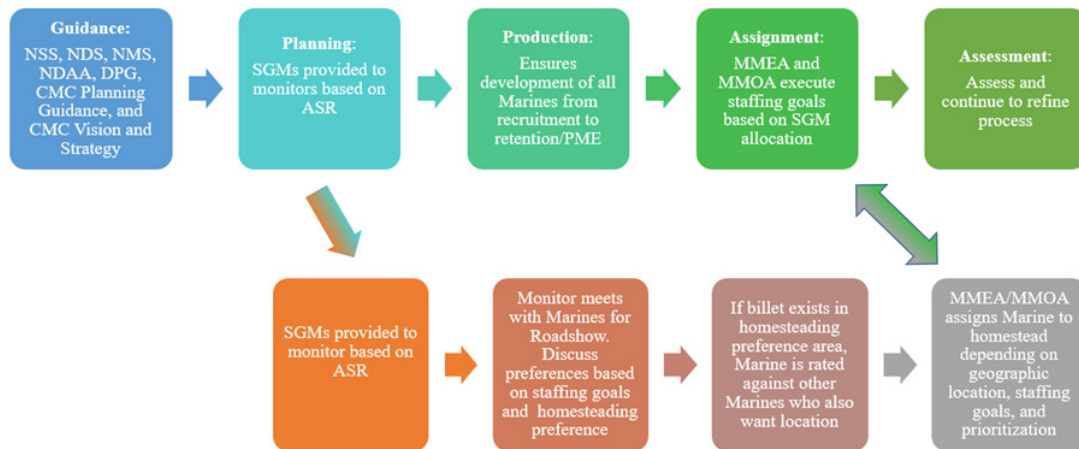 Guidance:
NSS, NDS, NMS,
NDAA, DPG,
CMC Planning
Guidance, and
CMC Vision and
Strategy
Planning:
SGMs provided to
monitors based on
ASR
Production:
Ensures
development of all
Marines from
recruitment to
retention/PME
Assignment:
MMEA and
MMOA execute
staffing goals
based on SGM
allocation
Assessment:
Assess and
continue to refine
process
SGMs provided to
monitor based on
ASR
Monitor meets
with Marines for
Roadshow.
Discuss
preferences based
on staffing goals
and homesteading
preference
If billet exists in
homesteading
preference area,
Marine is rated
against other
Marines who also
want location
MMEA/MMOA
assigns Marine to
homestead
depending on
geographic
location, staffing
goals, and
prioritization